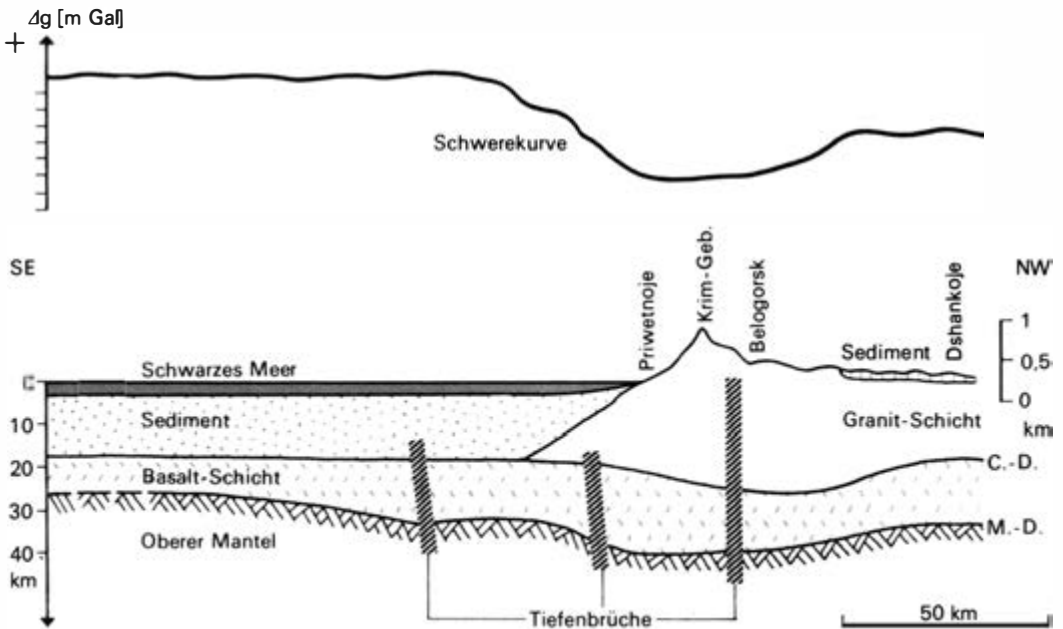 Δg [m Gal]
+
Schwerekurve
SE
NW
Priwetnoje
Krim-Geb.
Belogorsk
Dshankoje
1
0,5
0
km
Schwarzes Meer
Sediment
Sediment
Granit-Schicht
10
20
30
40
km
Basalt-Schicht
C.-D.
Oberer Mantel
M.-D.
Tiefenbrüche
50 km